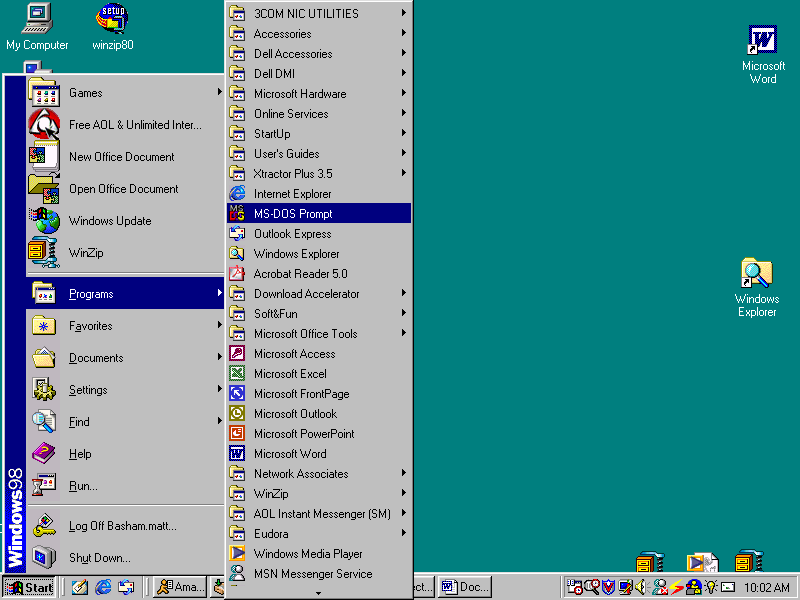 My Computer
setup
winzip80
Microsoft
Word
Windows
Explorer
Games
Free AOL & Unlimited Inter...
New Office Document
Open Office Document
Windows Update
WinZip
Programs
Favorites
Documents
Settings
Find
Help
Run...
Log Off Basham.matt...
Shut Down...
Windows98
3COM NIC UTILITIES
Accessories
Dell Accessories
Dell DMI
Microsoft Hardware
Online Services
StartUp
User's Guides
Xtractor Plus 3.5
Internet Explorer
MS-DOS Prompt
Outlook Express
Windows Explorer
Acrobat Reader 5.0
Download Accelerator
Soft&Fun
Microsoft Office Tools
Microsoft Access
Microsoft Excel
Microsoft FrontPage
Microsoft Outlook
Microsoft PowerPoint
Microsoft Word
Network Associates
WinZip
AOL Instant Messenger (SM)
Eudora
Windows Media Player
MSN Messenger Service
Start
Ama...
ect...
Doc...
10:02 AM